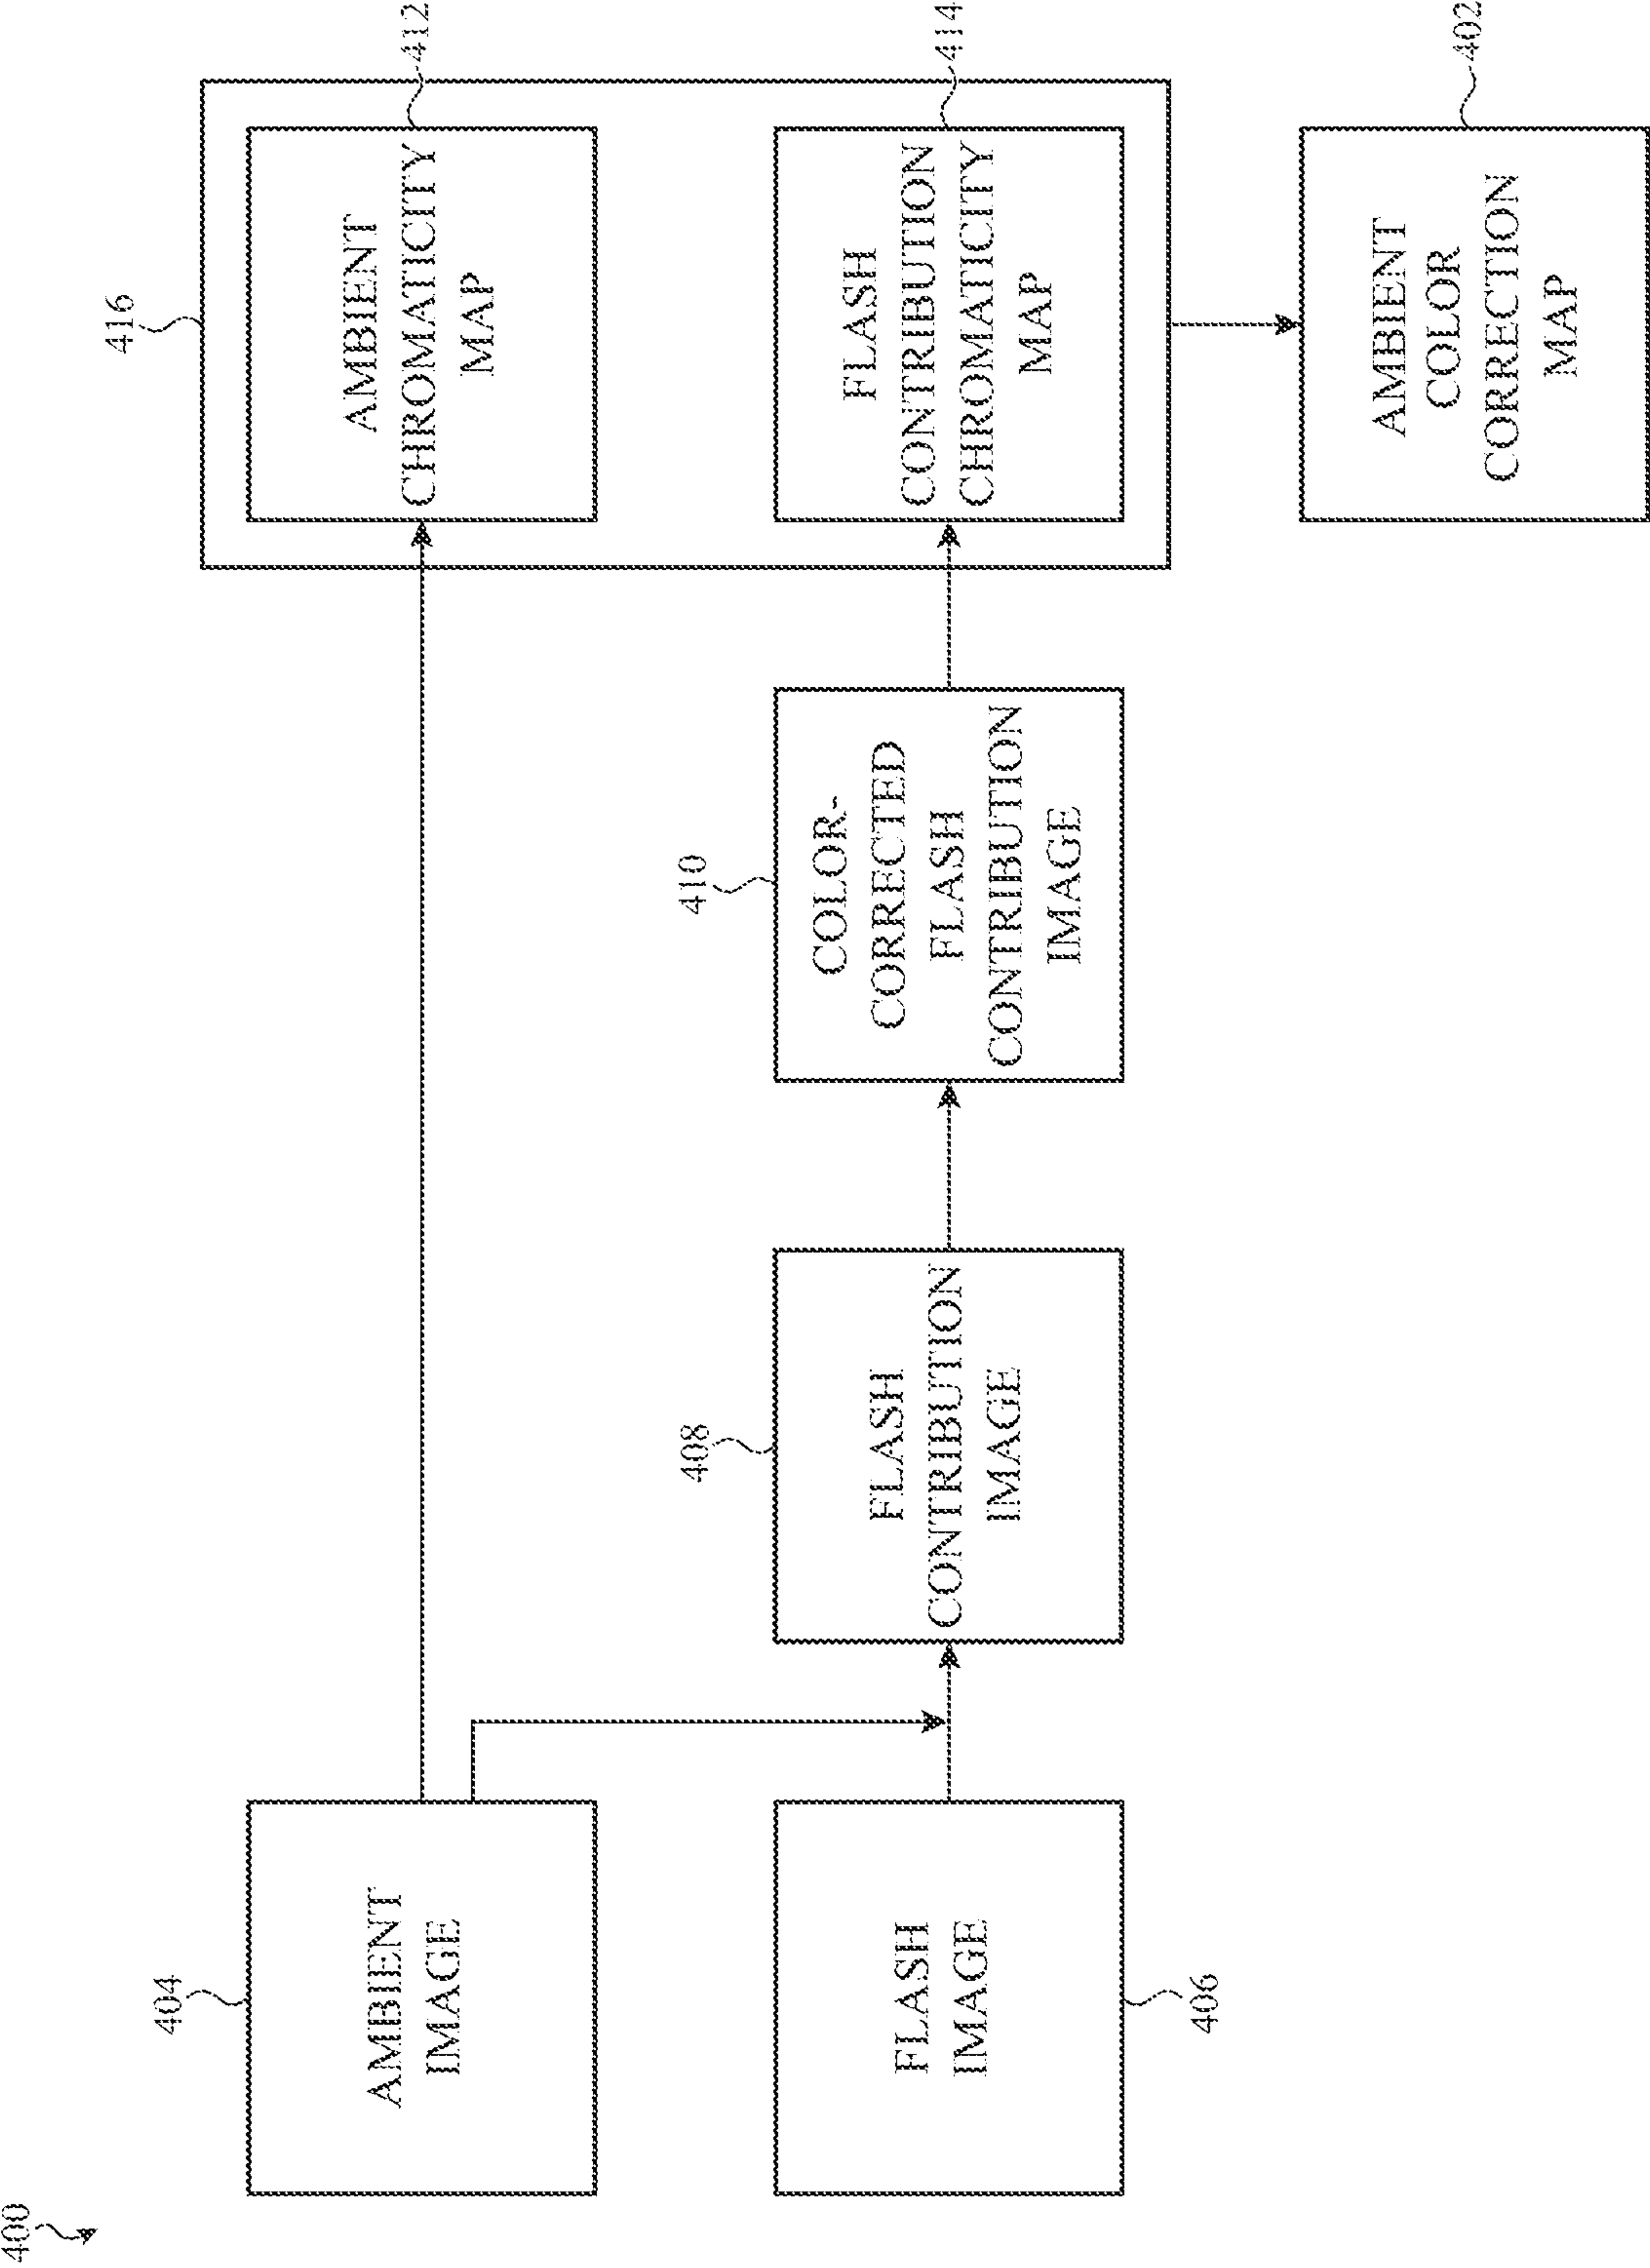 400
404
AMBIENT
IMAGE
406
FLASH
IMAGE
408
FLASH
CONTRIBUTION
IMAGE
410
COLOR-
CORRECTED
FLASH
CONTRIBUTION
IMAGE
416
412
AMBIENT
CHROMATICITY
MAP
414
FLASH
CONTRIBUTION
CHROMATICITY
MAP
402
AMBIENT
COLOR
CORRECTION
MAP